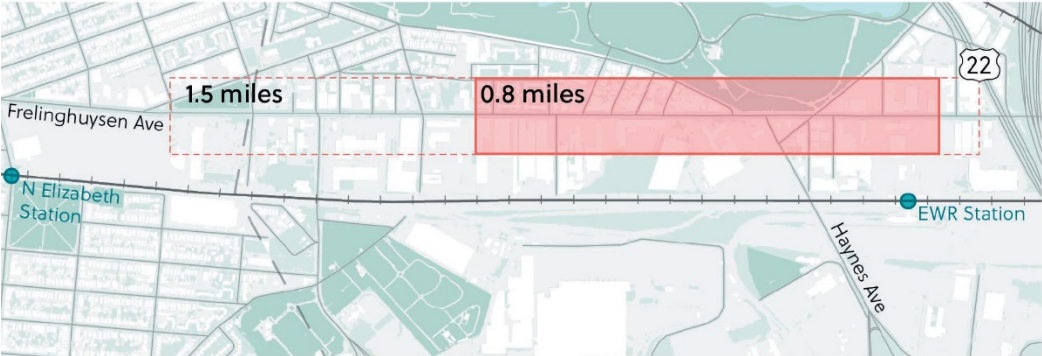 22
1.5 miles
0.8 miles
Frelinghuysen Ave
N Elizabeth
Station
EWR Station
Haynes Ave